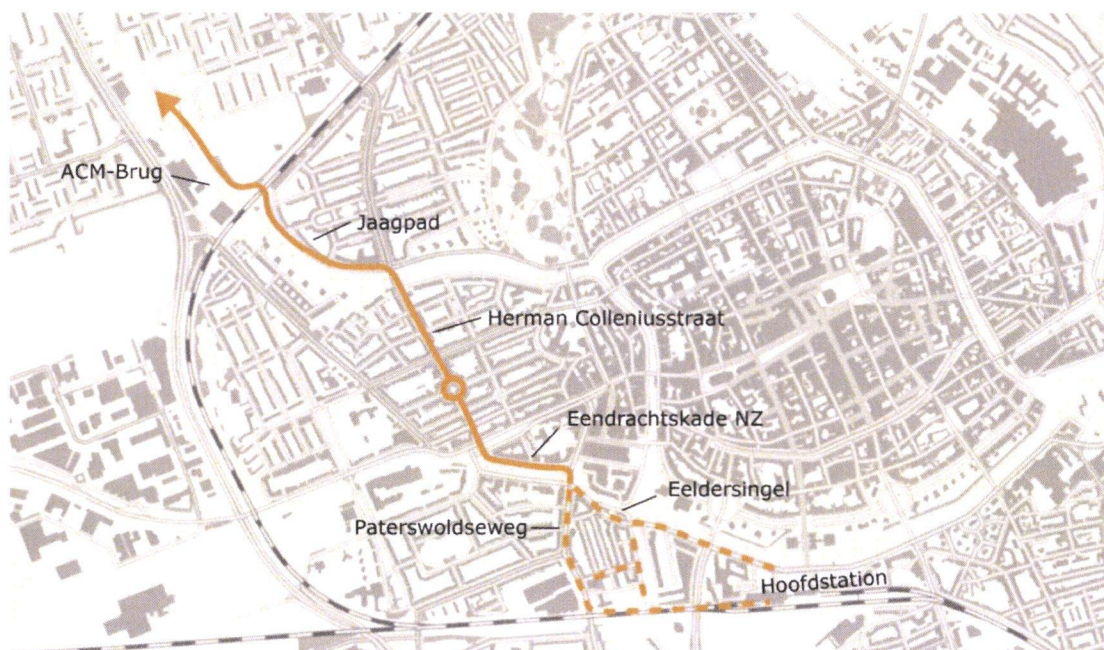 ACM-Brug
Jaagpad
Herman Colleniusstraat
Eendrachtskade NZ
Eeldersingel
Paterswoldseweg
Hoofdstation